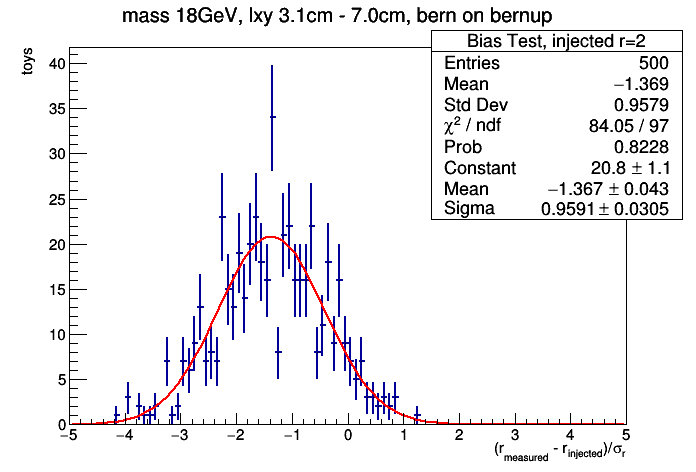 mass 18GeV, lxy 3.1cm - 7.0cm, bern on bernup
Bias Test, injected r=2
Entries 500
Mean −1.369
Std Dev 0.9579
χ² / ndf 84.05 / 97
Prob 0.8228
Constant 20.8 ± 1.1
Mean −1.367 ± 0.043
Sigma 0.9591 ± 0.0305
toys
40
35
30
25
20
15
10
5
0
−5 −4 −3 −2 −1 0 1 2 3 4 5
(r_measured - r_injected)/σ_r